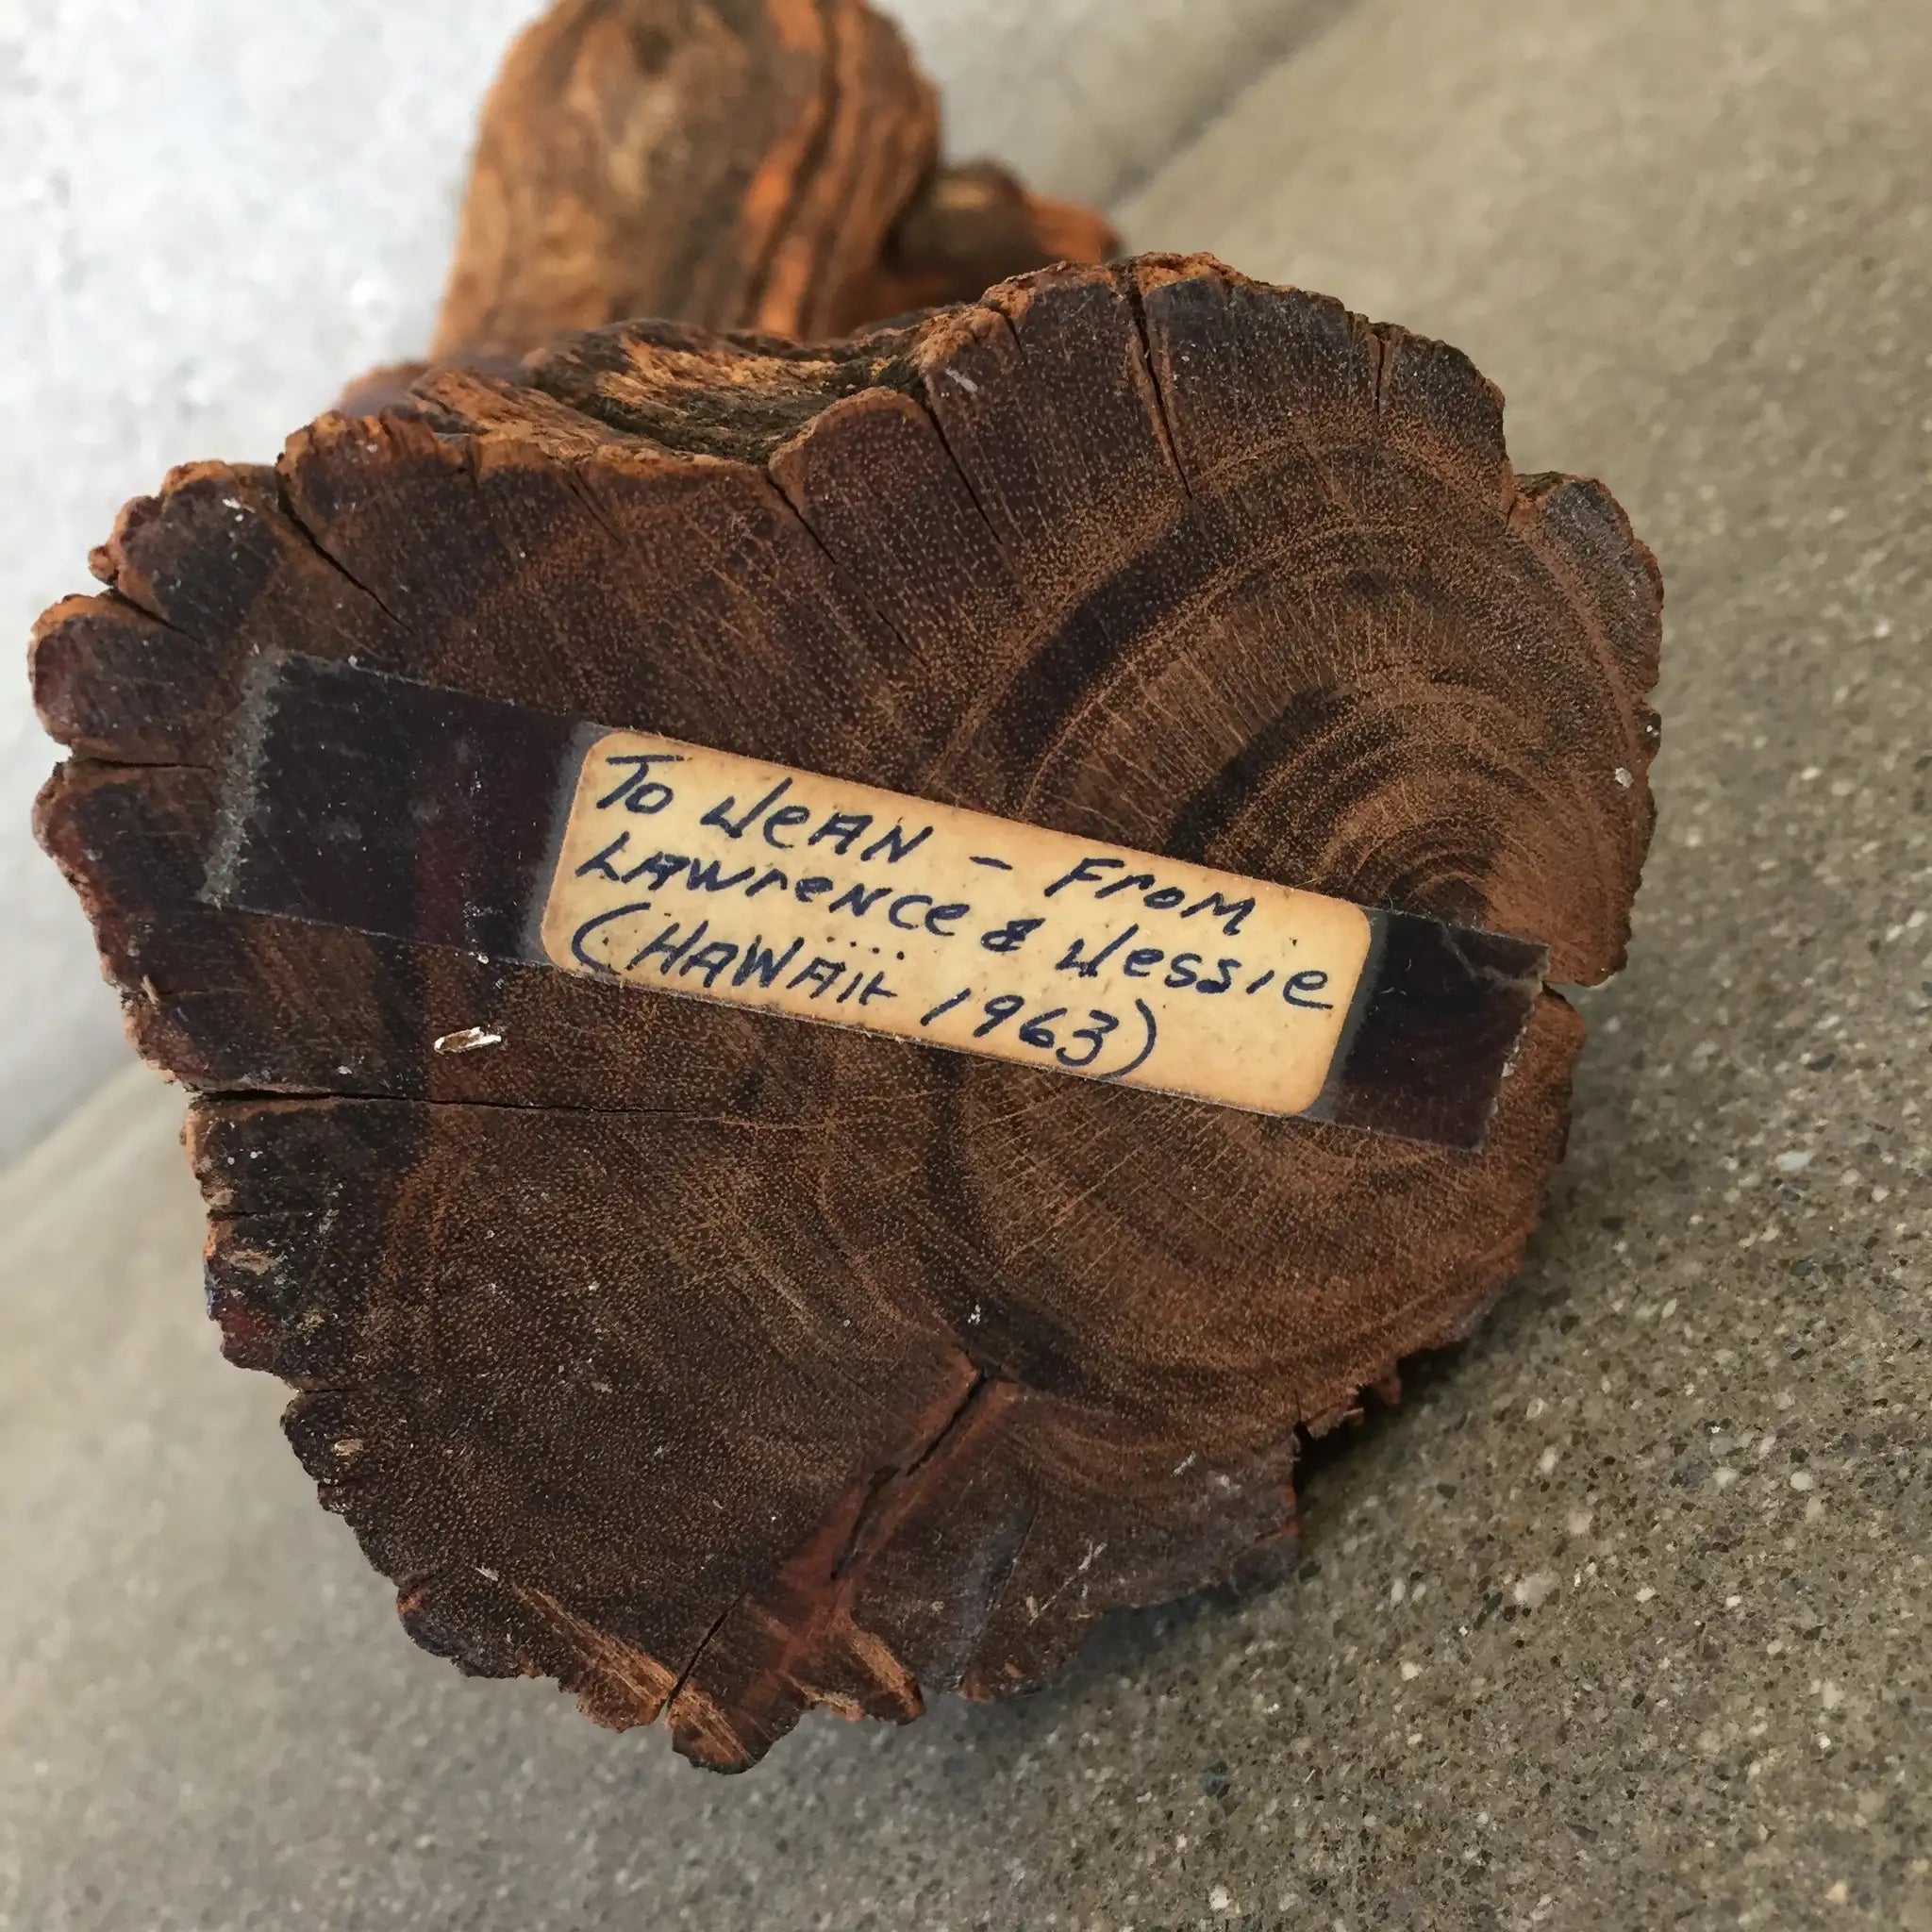 To JeAN - From
LAWreNce & Jessie
(HAWAii 1963)